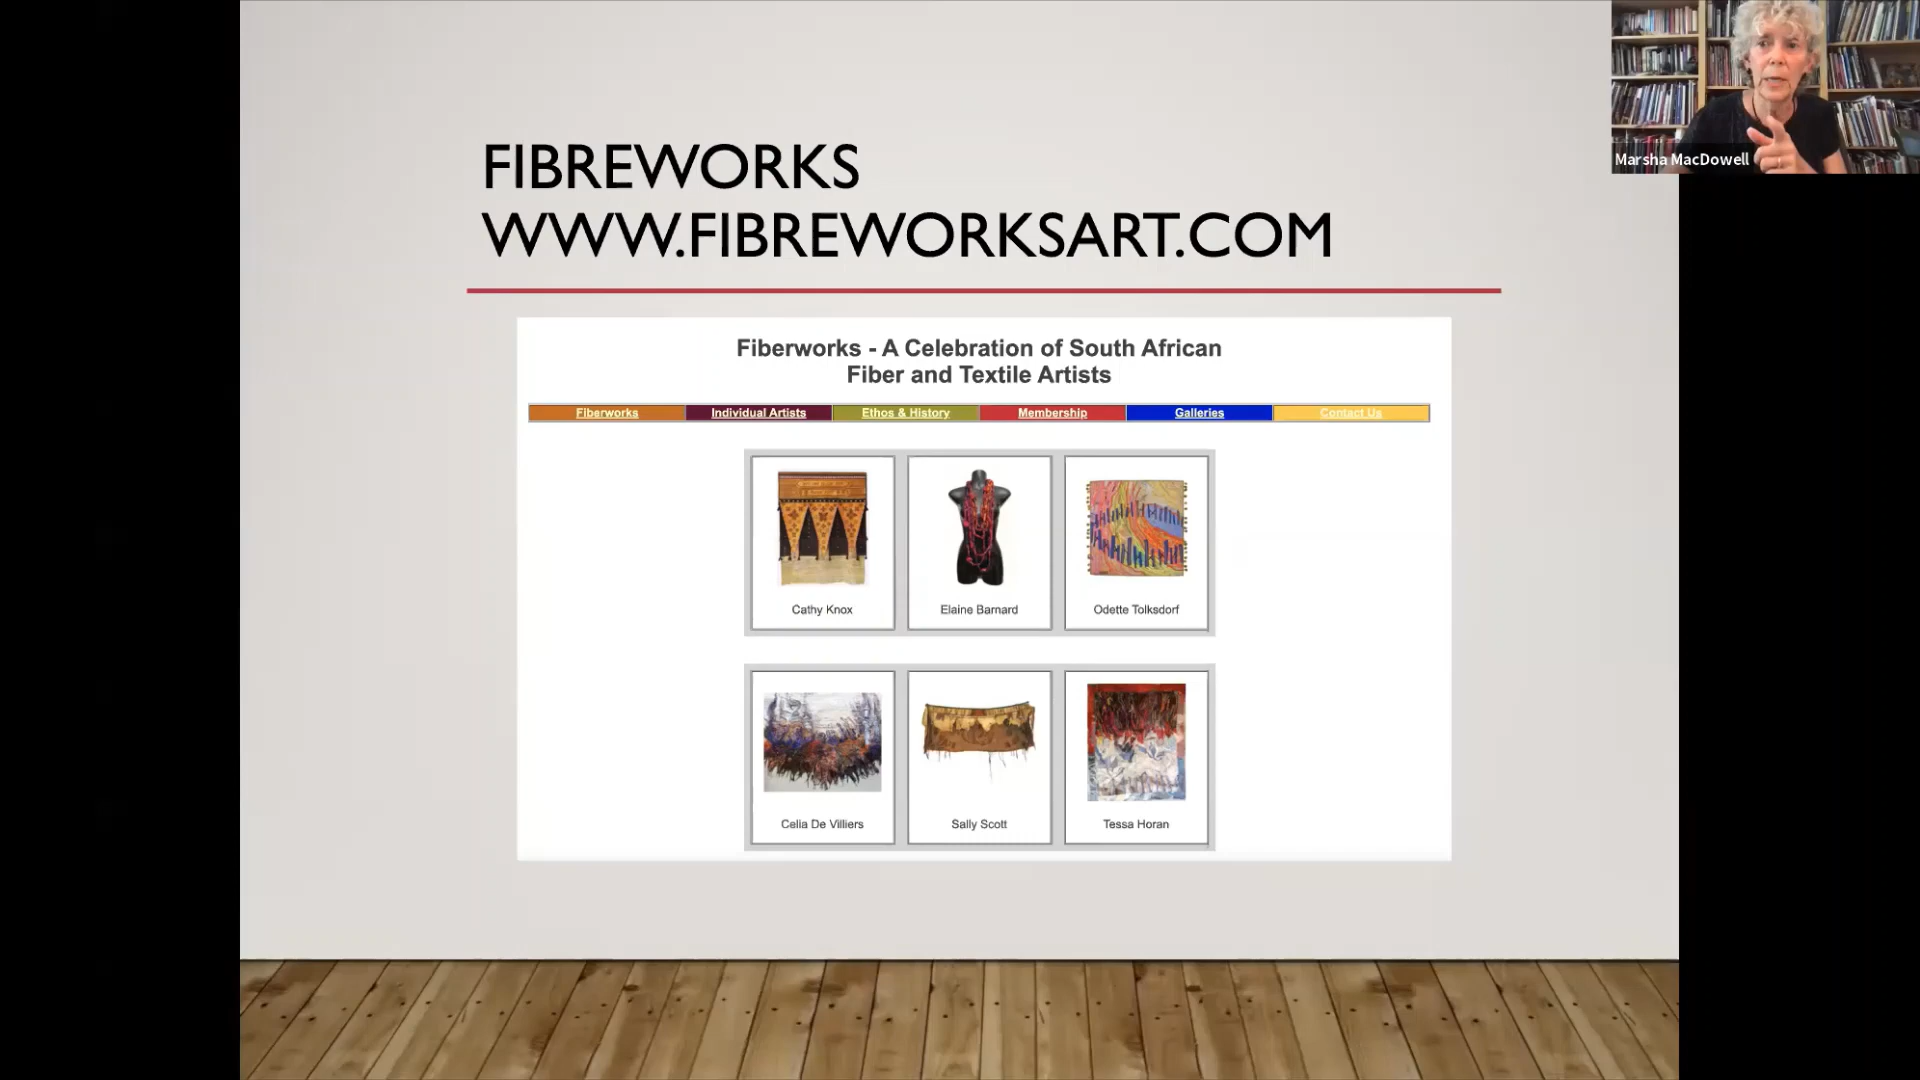 FIBREWORKS
WWW.FIBREWORKSART.COM
Marsha MacDowell
Fiberworks - A Celebration of South African
Fiber and Textile Artists
Fiberworks Individual Artists Ethos & History Membership Galleries Contact Us
Cathy Knox Elaine Barnard Odette Tolksdorf
Celia De Villiers Sally Scott Tessa Horan